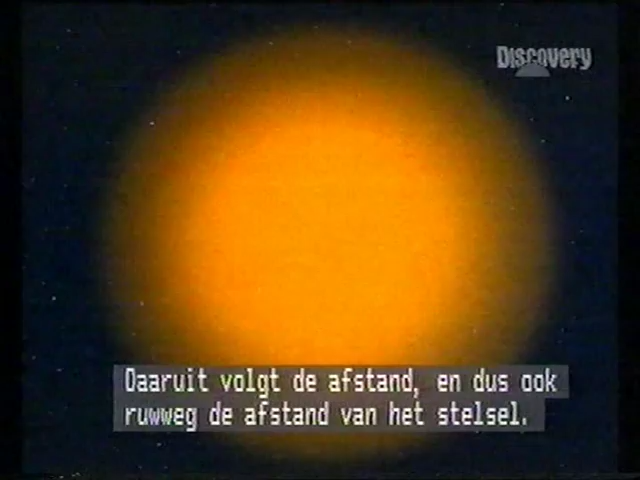 Discovery
Daaruit volgt de afstand, en dus ook
ruwweg de afstand van het stelsel.